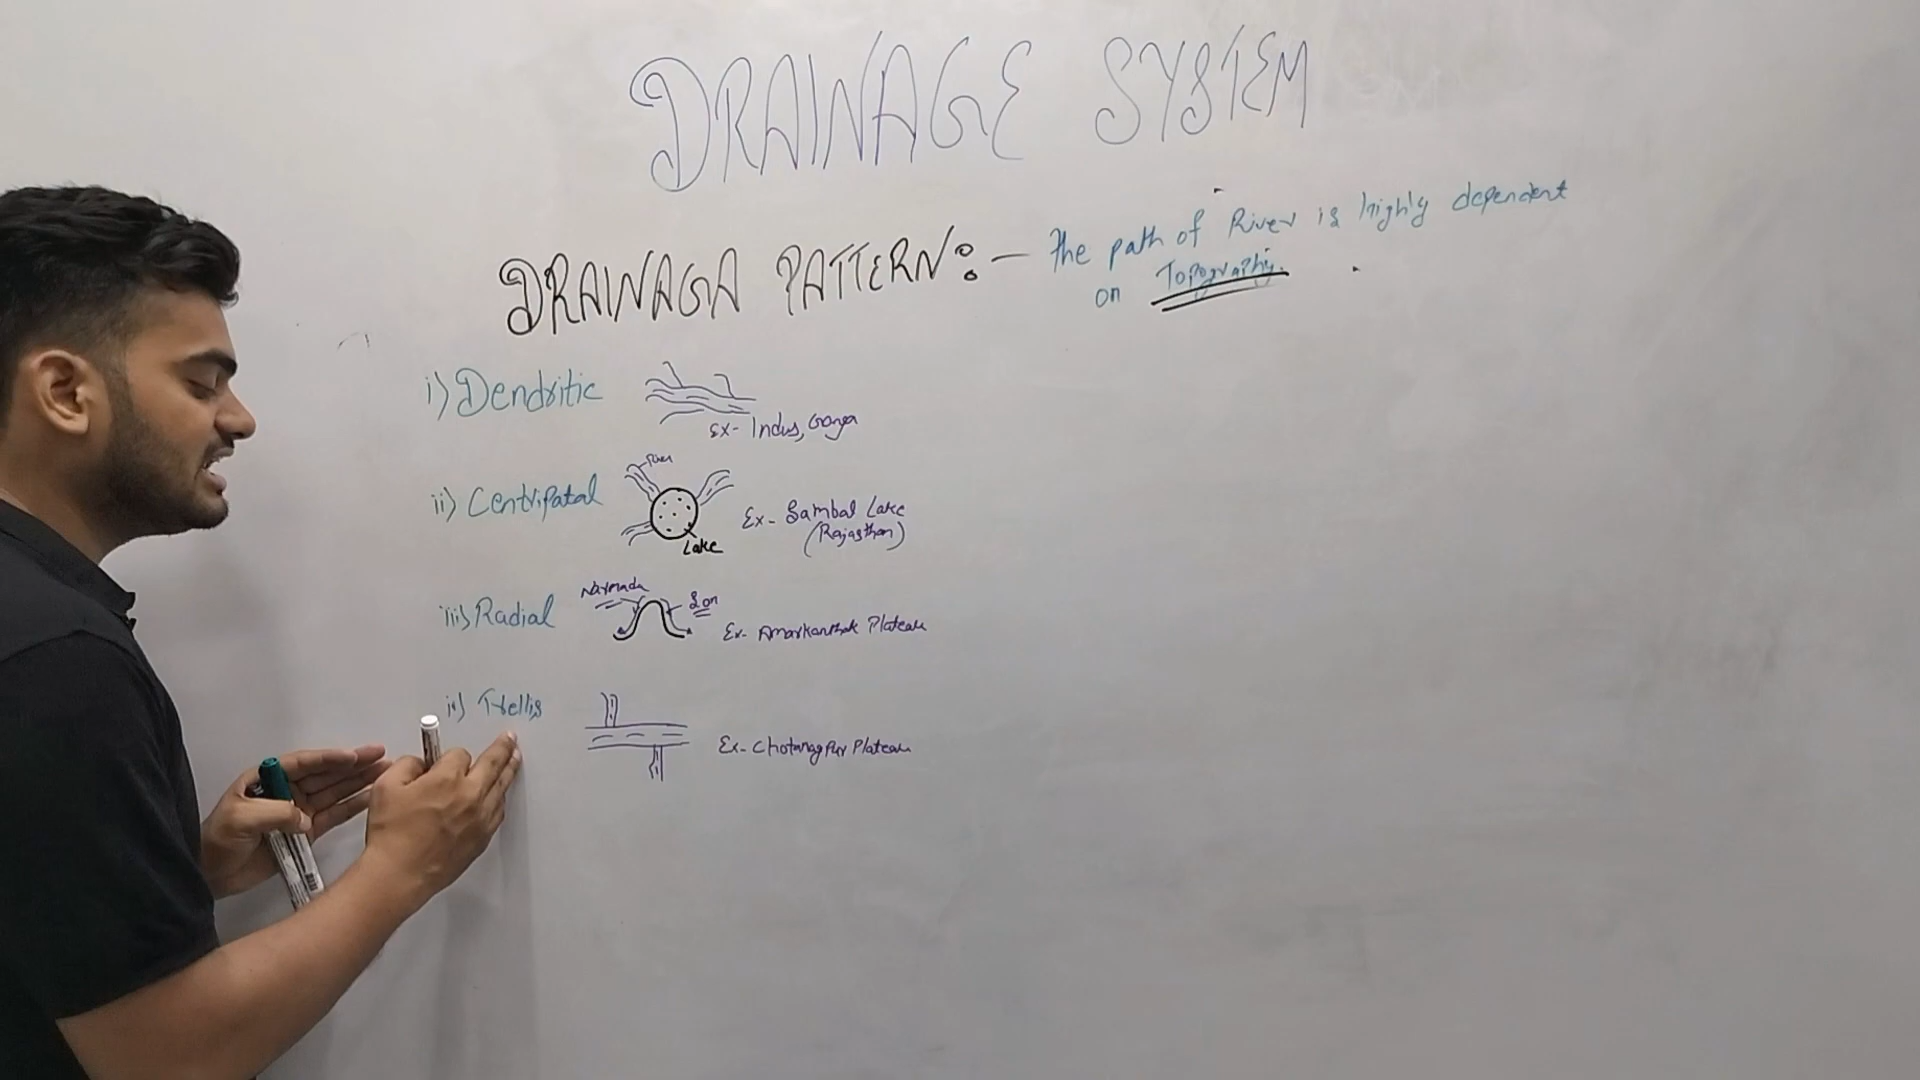 DRAINAGE SYSTEM
DRAINAGA PATTERN:- The path of River is highly dependent
on Topography.
i) Dendritic
Ex- Indus, Ganga
River
ii) Centripatal
Ex- Sambal Lake
(Rajasthan)
Lake
Narmada
Son
iii) Radial
Ex- Amarkantak Plateau
iv) Trellis
Ex- Chotanagpur Plateau